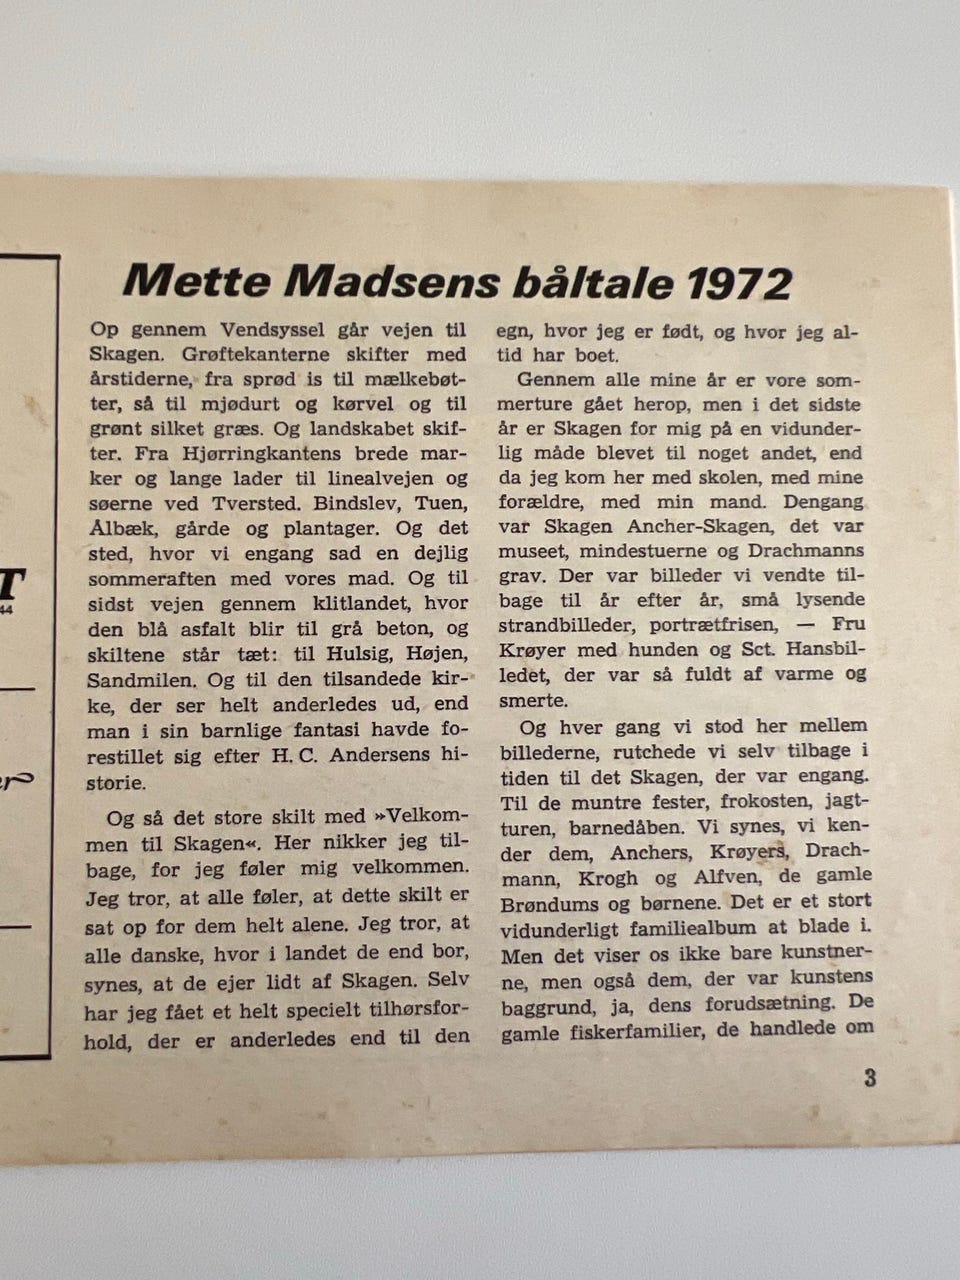 T
44
er
Mette Madsens båltale 1972
Op gennem Vendsyssel går vejen til
Skagen. Grøftekanterne skifter med
årstiderne, fra sprød is til mælkebøt-
ter, så til mjødurt og kørvel og til
grønt silket græs. Og landskabet skif-
ter. Fra Hjørringkantens brede mar-
ker og lange lader til linealvejen og
søerne ved Tversted. Bindslev, Tuen,
Ålbæk, gårde og plantager. Og det
sted, hvor vi engang sad en dejlig
sommeraften med vores mad. Og til
sidst vejen gennem klitlandet, hvor
den blå asfalt blir til grå beton, og
skiltene står tæt: til Hulsig, Højen,
Sandmilen. Og til den tilsandede kir-
ke, der ser helt anderledes ud, end
man i sin barnlige fantasi havde fo-
restillet sig efter H. C. Andersens hi-
storie.
Og så det store skilt med »Velkom-
men til Skagen«. Her nikker jeg til-
bage, for jeg føler mig velkommen.
Jeg tror, at alle føler, at dette skilt er
sat op for dem helt alene. Jeg tror, at
alle danske, hvor i landet de end bor,
synes, at de ejer lidt af Skagen. Selv
har jeg fået et helt specielt tilhørsfor-
hold, der er anderledes end til den
egn, hvor jeg er født, og hvor jeg al-
tid har boet.
Gennem alle mine år er vore som-
merture gået herop, men i det sidste
år er Skagen for mig på en vidunder-
lig måde blevet til noget andet, end
da jeg kom her med skolen, med mine
forældre, med min mand. Dengang
var Skagen Ancher-Skagen, det var
museet, mindestuerne og Drachmanns
grav. Der var billeder vi vendte til-
bage til år efter år, små lysende
strandbilleder, portrætfrisen, — Fru
Krøyer med hunden og Sct. Hansbil-
ledet, der var så fuldt af varme og
smerte.
Og hver gang vi stod her mellem
billederne, rutchede vi selv tilbage i
tiden til det Skagen, der var engang.
Til de muntre fester, frokosten, jagt-
turen, barnedåben. Vi synes, vi ken-
der dem, Anchers, Krøyers, Drach-
mann, Krogh og Alfven, de gamle
Brøndums og børnene. Det er et stort
vidunderligt familiealbum at blade i.
Men det viser os ikke bare kunstner-
ne, men også dem, der var kunstens
baggrund, ja, dens forudsætning. De
gamle fiskerfamilier, de handlede om
3